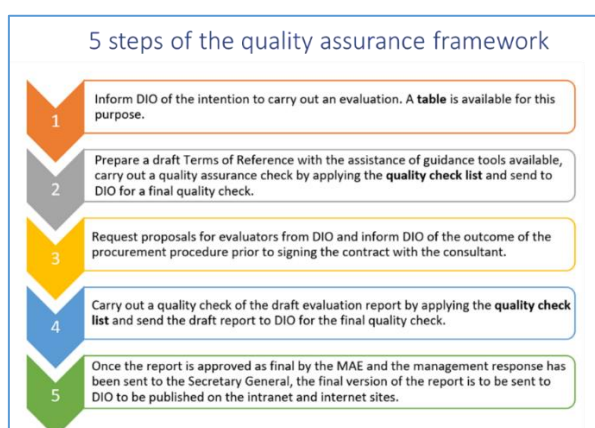 5 steps of the quality assurance framework
1
Inform DIO of the intention to carry out an evaluation. A table is available for this
purpose.
2
Prepare a draft Terms of Reference with the assistance of guidance tools available,
carry out a quality assurance check by applying the quality check list and send to
DIO for a final quality check.
3
Request proposals for evaluators from DIO and inform DIO of the outcome of the
procurement procedure prior to signing the contract with the consultant.
4
Carry out a quality check of the draft evaluation report by applying the quality check
list and send the draft report to DIO for the final quality check.
5
Once the report is approved as final by the MAE and the management response has
been sent to the Secretary General, the final version of the report is to be sent to
DIO to be published on the intranet and internet sites.